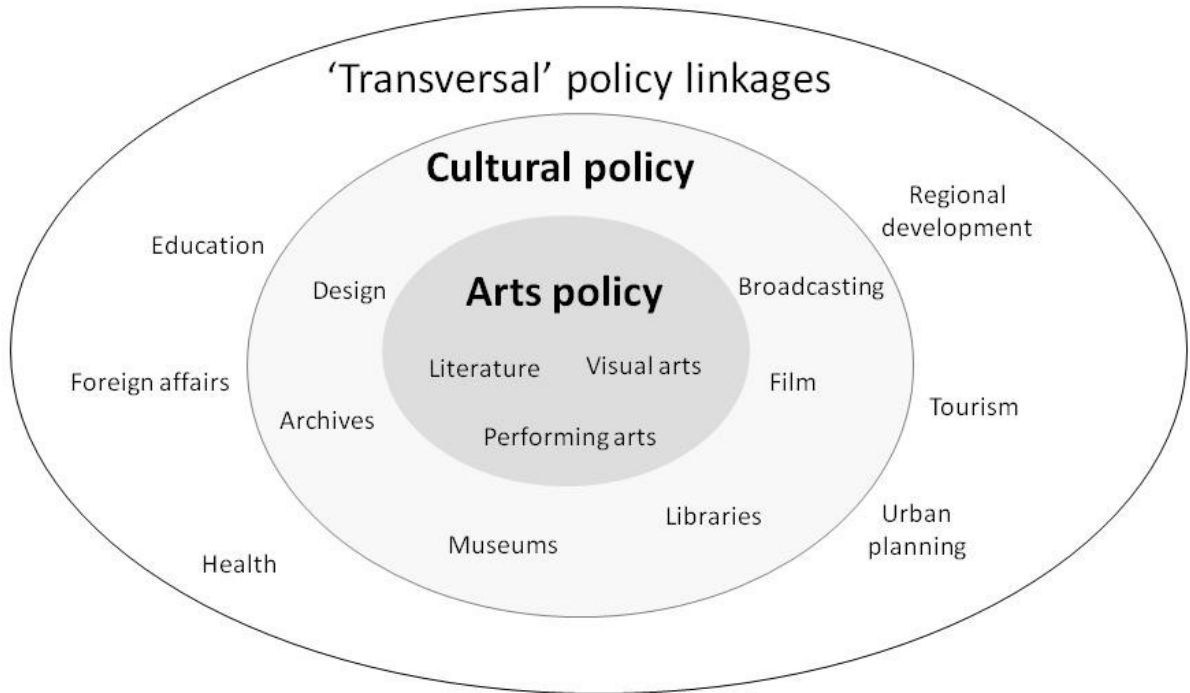 ‘Transversal’ policy linkages
Cultural policy
Regional
development
Education
Design
Arts policy
Broadcasting
Literature
Visual arts
Foreign affairs
Film
Archives
Tourism
Performing arts
Libraries
Urban
planning
Museums
Health